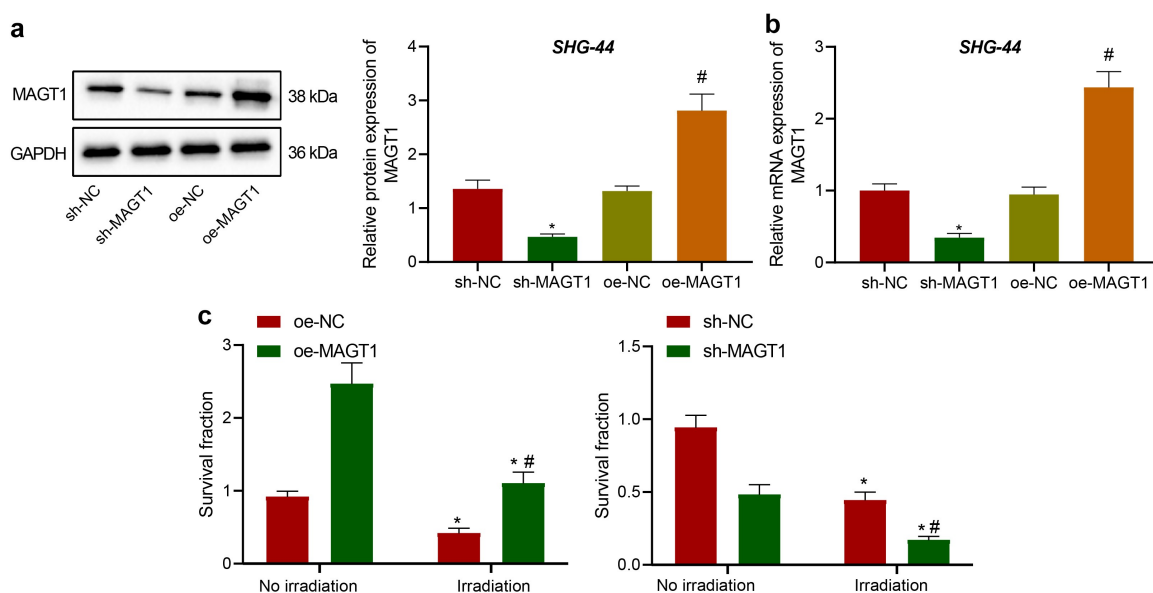 a
MAGT1
38 kDa
GAPDH
36 kDa
sh-NC
sh-MAGT1
oe-NC
oe-MAGT1
SHG-44
Relative protein expression of
MAGT1
4
3
2
1
0
*
#
sh-NC
sh-MAGT1
oe-NC
oe-MAGT1
b
SHG-44
Relative mRNA expression of
MAGT1
3
2
1
0
*
#
sh-NC
sh-MAGT1
oe-NC
oe-MAGT1
c
oe-NC
oe-MAGT1
Survival fraction
3
2
1
0
*
* #
No irradiation
Irradiation
sh-NC
sh-MAGT1
Survival fraction
1.5
1.0
0.5
0.0
*
* #
No irradiation
Irradiation